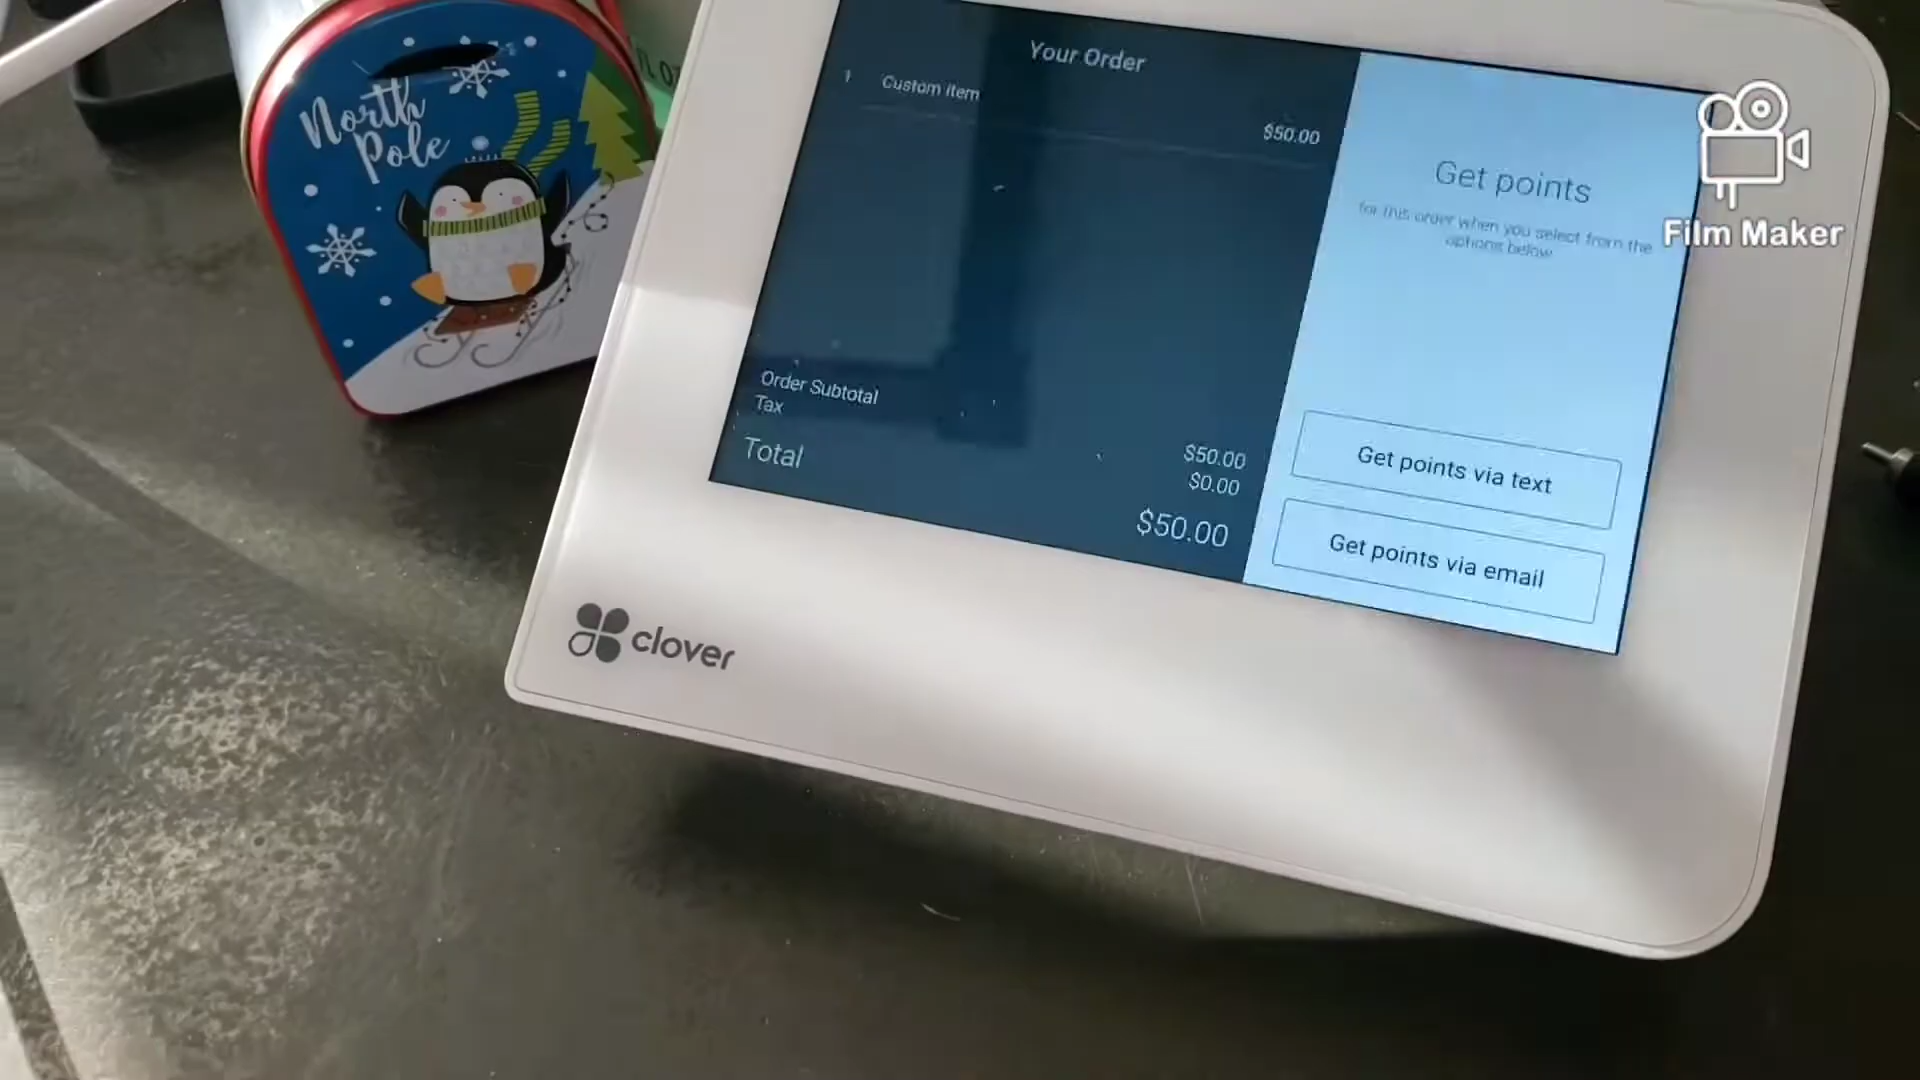 North
Pole
Your Order
1 Custom Item
$50.00
Order Subtotal
$50.00
Tax
$0.00
Total
$50.00
Get points
for this order when you select from the
options below
Get points via text
Get points via email
clover
Film Maker